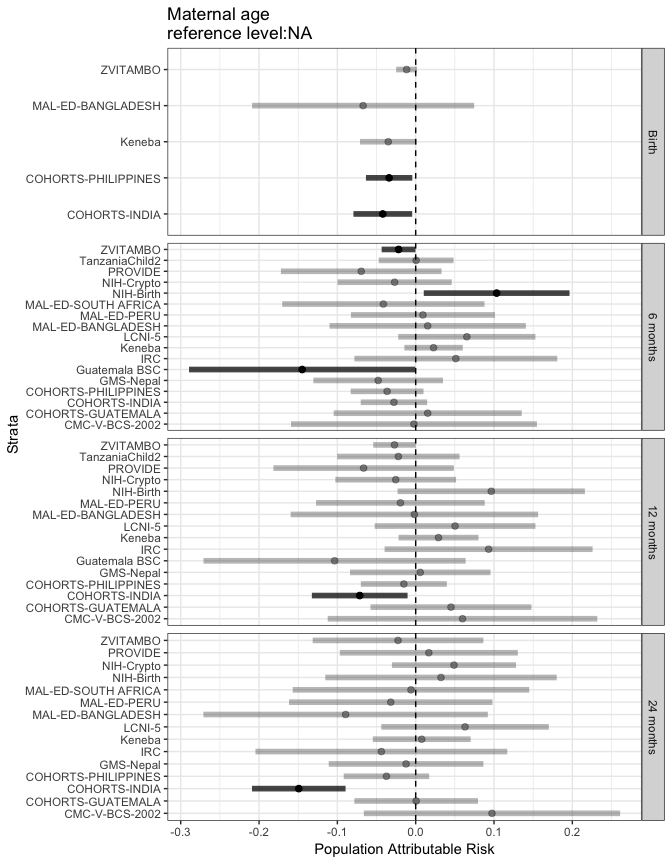 Maternal age
reference level:NA
Strata
ZVITAMBO
MAL-ED-BANGLADESH
Keneba
COHORTS-PHILIPPINES
COHORTS-INDIA
Birth
ZVITAMBO
TanzaniaChild2
PROVIDE
NIH-Crypto
NIH-Birth
MAL-ED-SOUTH AFRICA
MAL-ED-PERU
MAL-ED-BANGLADESH
LCNI-5
Keneba
IRC
Guatemala BSC
GMS-Nepal
COHORTS-PHILIPPINES
COHORTS-INDIA
COHORTS-GUATEMALA
CMC-V-BCS-2002
6 months
ZVITAMBO
TanzaniaChild2
PROVIDE
NIH-Crypto
NIH-Birth
MAL-ED-PERU
MAL-ED-BANGLADESH
LCNI-5
Keneba
IRC
Guatemala BSC
GMS-Nepal
COHORTS-PHILIPPINES
COHORTS-INDIA
COHORTS-GUATEMALA
CMC-V-BCS-2002
12 months
ZVITAMBO
PROVIDE
NIH-Crypto
NIH-Birth
MAL-ED-SOUTH AFRICA
MAL-ED-PERU
MAL-ED-BANGLADESH
LCNI-5
Keneba
IRC
GMS-Nepal
COHORTS-PHILIPPINES
COHORTS-INDIA
COHORTS-GUATEMALA
CMC-V-BCS-2002
24 months
-0.3 -0.2 -0.1 0.0 0.1 0.2
Population Attributable Risk